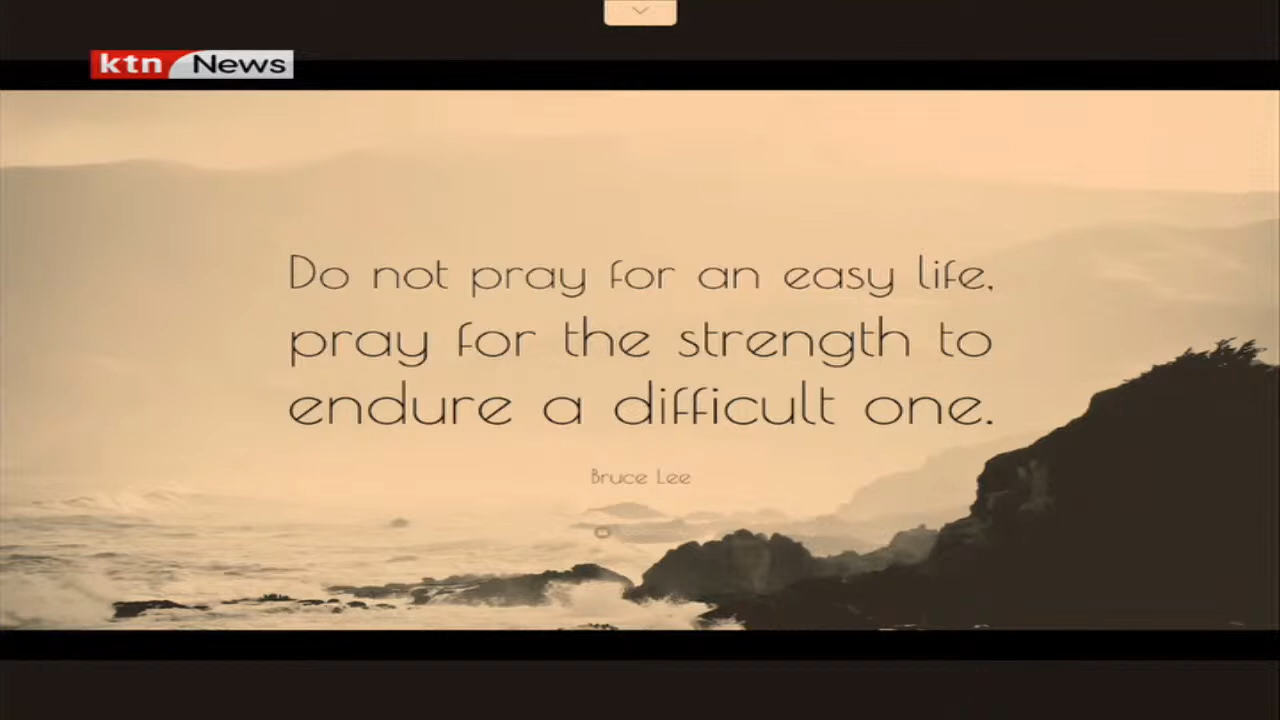 ktn News
Do not pray for an easy life,
pray for the strength to
endure a difficult one.
Bruce Lee